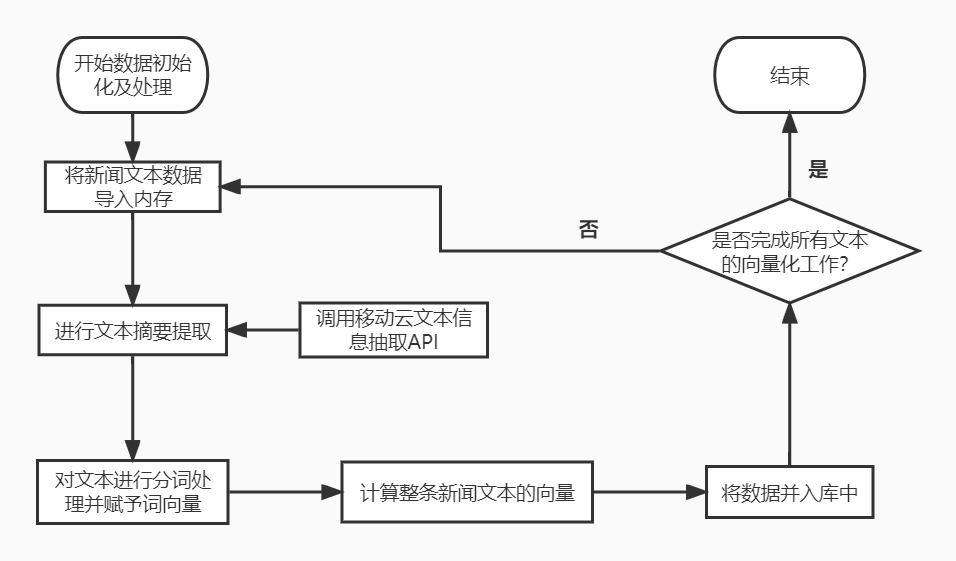 开始数据初始
化及处理
将新闻文本数据
导入内存
进行文本摘要提取
调用移动云文本信
息抽取API
对文本进行分词处
理并赋予词向量
计算整条新闻文本的向量
将数据并入库中
是否完成所有文本
的向量化工作?
否
是
结束